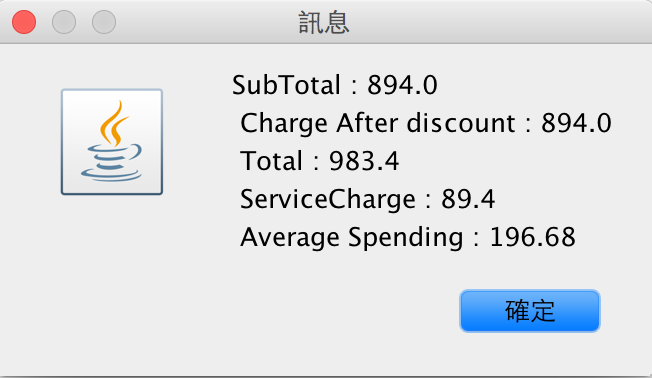 訊息
SubTotal : 894.0
Charge After discount : 894.0
Total : 983.4
ServiceCharge : 89.4
Average Spending : 196.68
確定